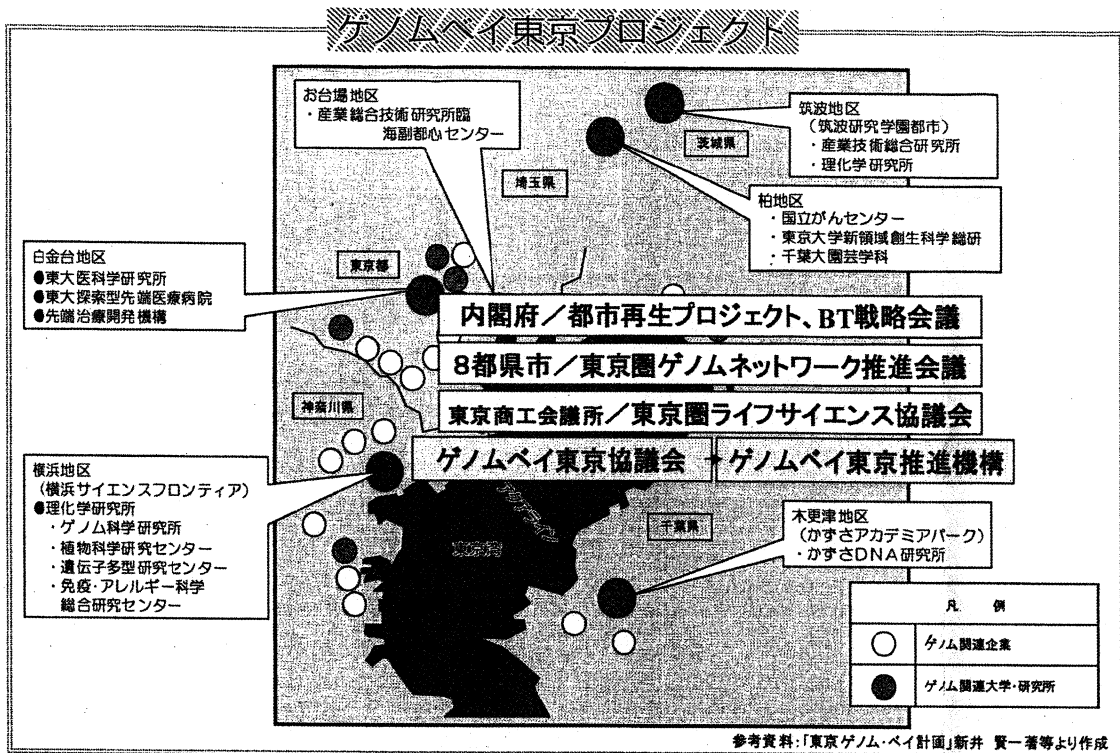 ゲノムベイ東京プロジェクト
お台場地区
・産業総合技術研究所臨
海副都心センター
筑波地区
(筑波研究学園都市)
・産業技術総合研究所
・理化学研究所
茨城県
埼玉県
柏地区
・国立がんセンター
・東京大学新領域創生科学総研
・千葉大園芸学科
白金台地区
●東大医科学研究所
●東大探索型先端医療病院
●先端治療開発機構
東京都
内閣府/都市再生プロジェクト、BT戦略会議
8都県市/東京圏ゲノムネットワーク推進会議
東京商工会議所/東京圏ライフサイエンス協議会
ゲノムベイ東京協議会
ゲノムベイ東京推進機構
神奈川県
横浜地区
(横浜サイエンスフロンティア)
●理化学研究所
・ゲノム科学研究所
・植物科学研究センター
・遺伝子多型研究センター
・免疫・アレルギー科学
総合研究センター
東京湾
千葉県
木更津地区
(かずさアカデミアパーク)
・かずさDNA研究所
凡 例
ゲノム関連企業
ゲノム関連大学・研究所
参考資料:「東京ゲノム・ベイ計画」新井 賢一著等より作成